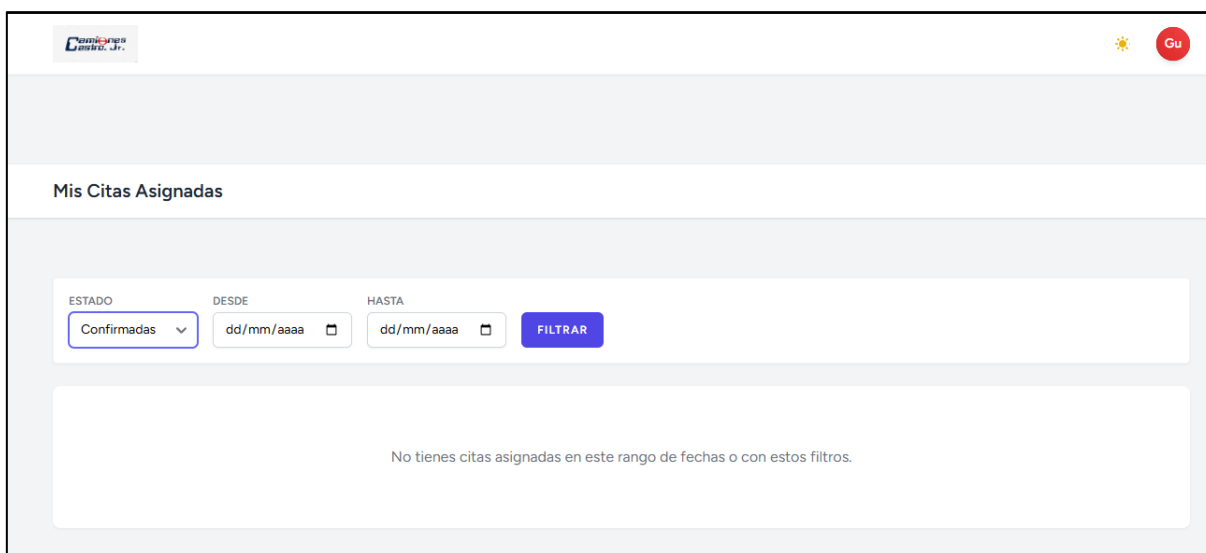 Camiones
Castro. Jr.
Gu
Mis Citas Asignadas
ESTADO DESDE HASTA
Confirmadas dd/mm/aaaa dd/mm/aaaa FILTRAR
No tienes citas asignadas en este rango de fechas o con estos filtros.